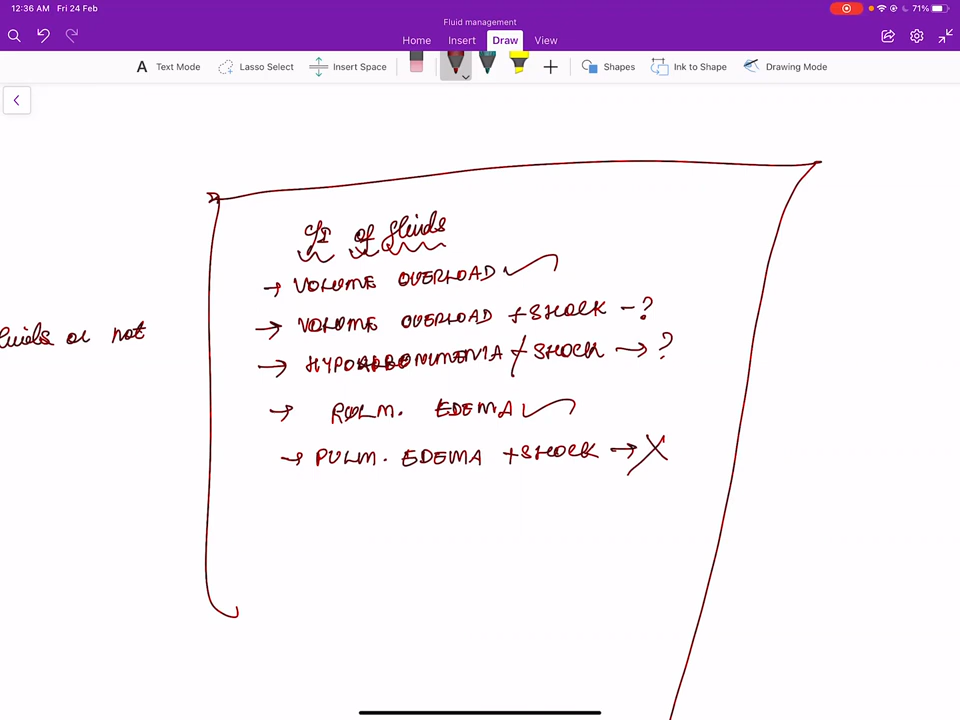 12:36 AM Fri 24 Feb
71%
Fluid management
Home Insert Draw View
A Text Mode Lasso Select Insert Space Shapes Ink to Shape Drawing Mode
C/I of fluids
→ VOLUME OVERLOAD ✓
→ VOLUME OVERLOAD + SHOCK - ?
fluids or not
→ + SHOCK → ?
→ PULM. EDEMA ✓
→ PULM. EDEMA + SHOCK → X